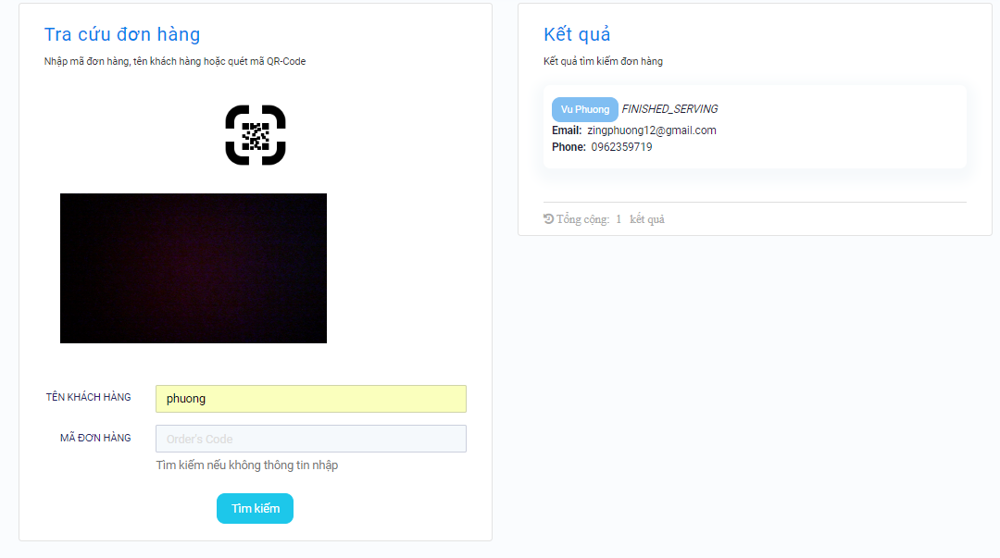 Tra cứu đơn hàng
Nhập mã đơn hàng, tên khách hàng hoặc quét mã QR-Code
TÊN KHÁCH HÀNG phuong
MÃ ĐƠN HÀNG Order's Code
Tìm kiếm nếu không thông tin nhập
Tìm kiếm
Kết quả
Kết quả tìm kiếm đơn hàng
Vu Phuong FINISHED_SERVING
Email: zingphuong12@gmail.com
Phone: 0962359719
Tổng cộng: 1 kết quả